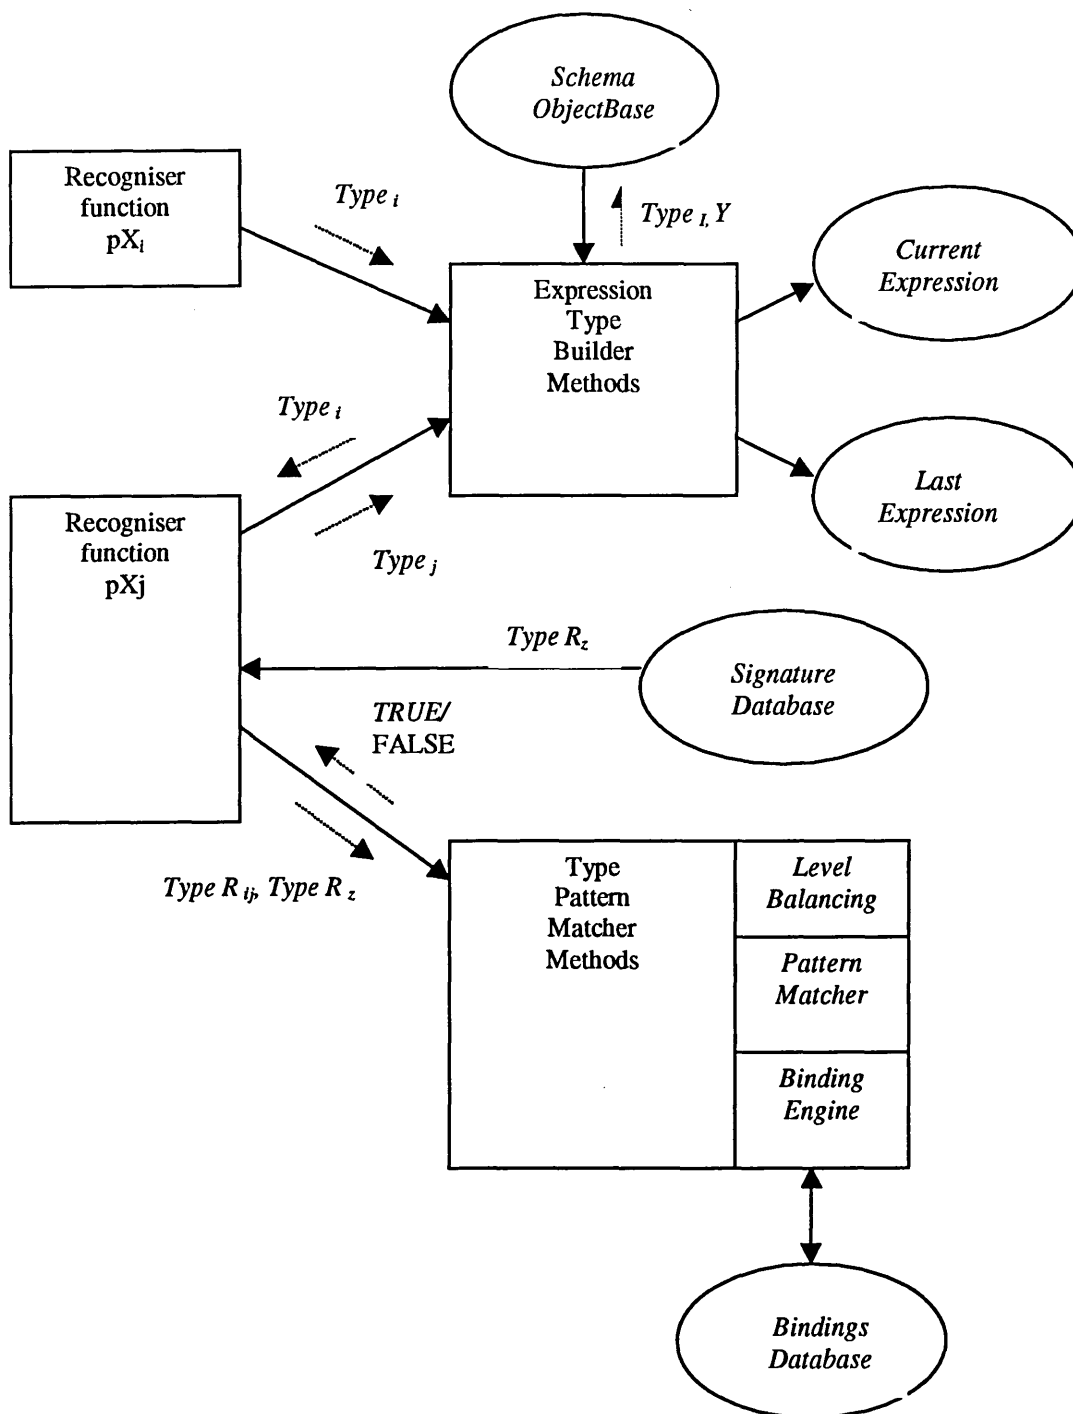 Schema
ObjectBase
Recogniser
function
pXᵢ
Type ᵢ
Type I, Y
Current
Expression
Expression
Type
Builder
Methods
Type ᵢ
Last
Expression
Recogniser
function
pXj
Type ⱼ
Type R_z
Signature
Database
TRUE/
FALSE
Type R ij, Type R z
Type
Pattern
Matcher
Methods
Level
Balancing
Pattern
Matcher
Binding
Engine
Bindings
Database